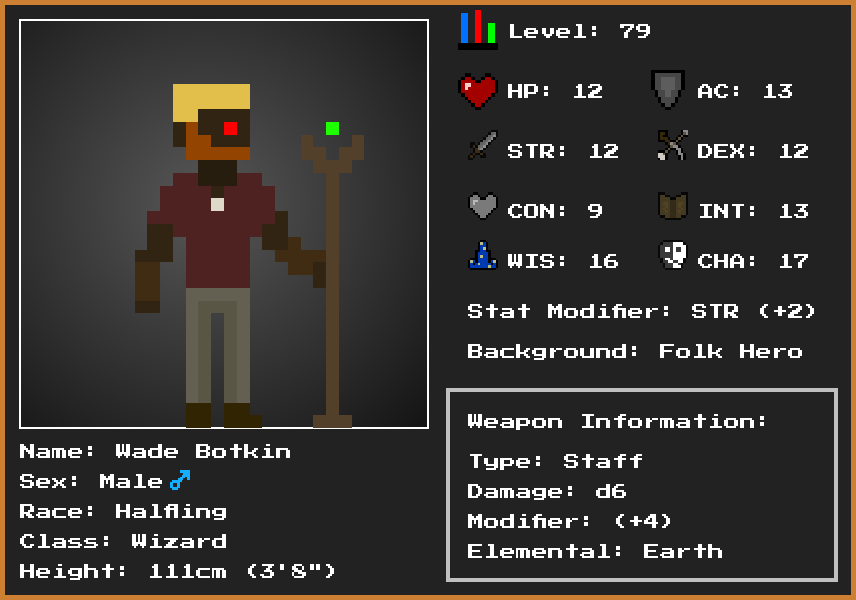 Level: 79
HP: 12 AC: 13
STR: 12 DEX: 12
CON: 9 INT: 13
WIS: 16 CHA: 17
Stat Modifier: STR (+2)
Background: Folk Hero
Weapon Information:
Type: Staff
Damage: d6
Modifier: (+4)
Elemental: Earth
Name: Wade Botkin
Sex: Male ♂
Race: Halfling
Class: Wizard
Height: 111cm (3'8")